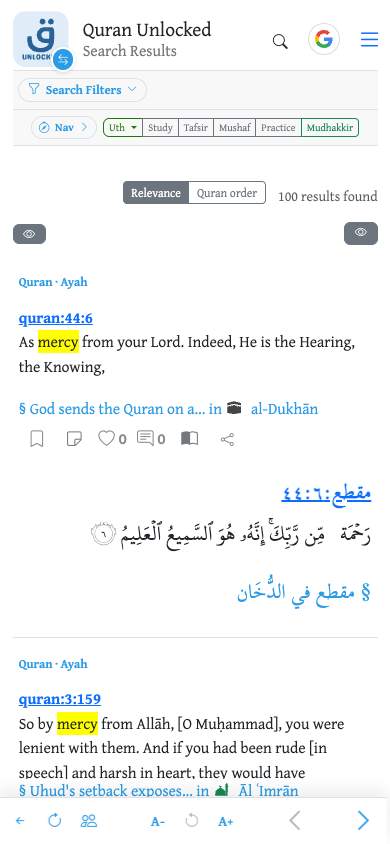 ق
UNLOCK
Quran Unlocked
Search Results
Search Filters
Nav
Uth Study Tafsir Mushaf Practice Mudhakkir
Relevance Quran order 100 results found
Quran · Ayah
quran:44:6
As mercy from your Lord. Indeed, He is the Hearing,
the Knowing,
§ God sends the Quran on a... in al-Dukhān
0 0
مقطع:٤٤:٦
رَحْمَةً مِّن رَّبِّكَ ۚ إِنَّهُۥ هُوَ ٱلسَّمِيعُ ٱلْعَلِيمُ ٦
§ مقطع في الدُّخَان
Quran · Ayah
quran:3:159
So by mercy from Allāh, [O Muḥammad], you were
lenient with them. And if you had been rude [in
speech] and harsh in heart, they would have
§ Uhud's setback exposes... in Āl ʿImrān
A- A+